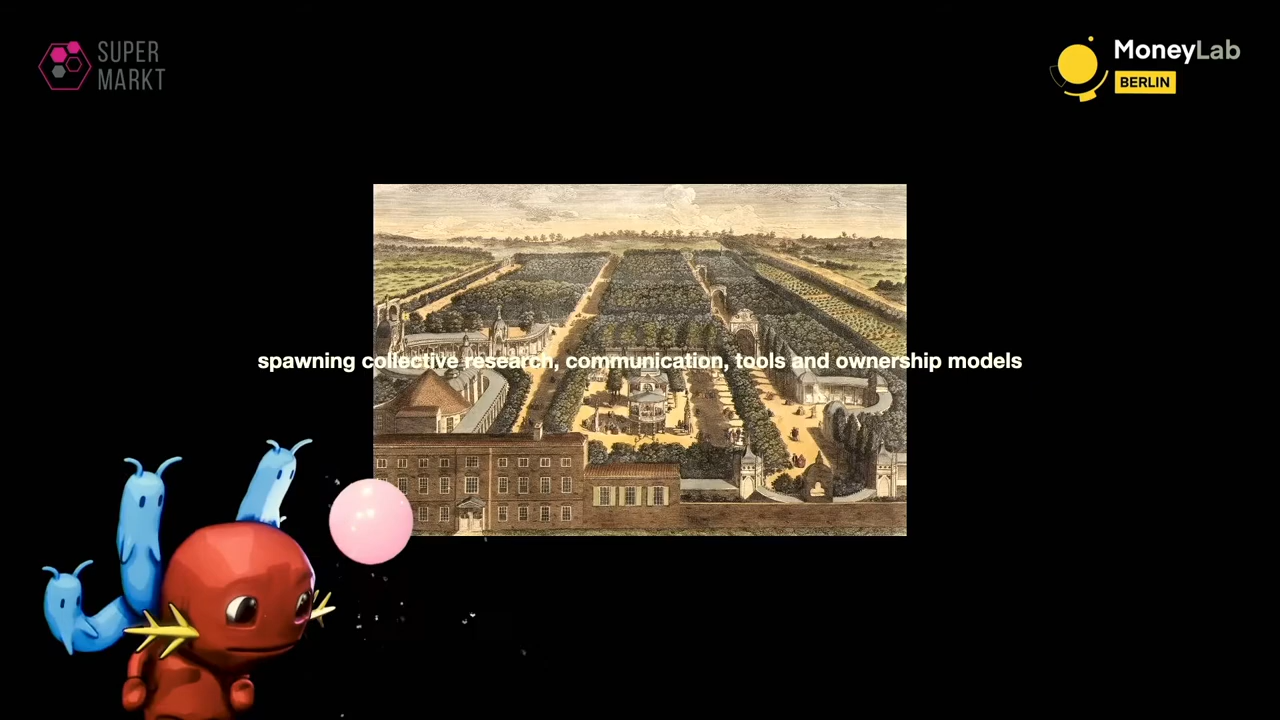 SUPER
MARKT
MoneyLab
BERLIN
spawning collective research, communication, tools and ownership models